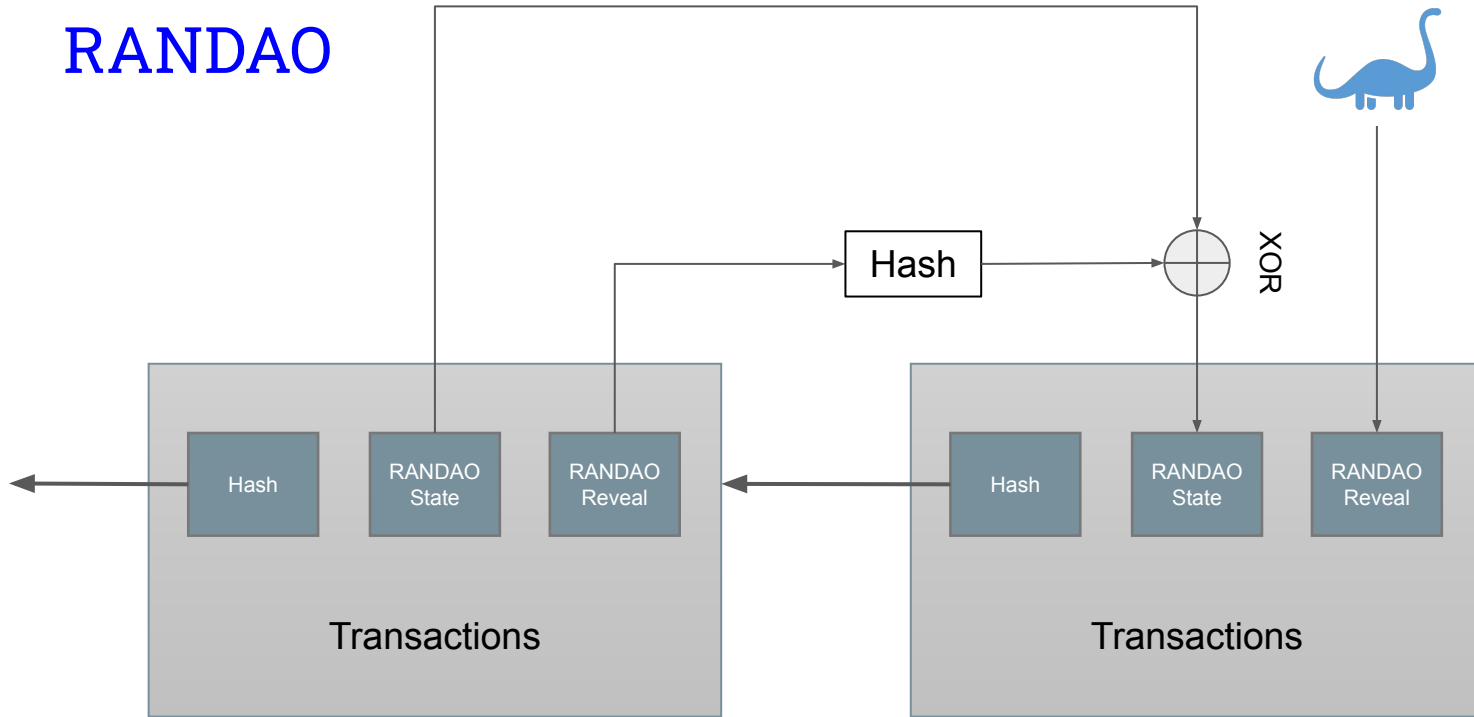 RANDAO
Hash
XOR
Hash
RANDAO
State
RANDAO
Reveal
Hash
RANDAO
State
RANDAO
Reveal
Transactions
Transactions